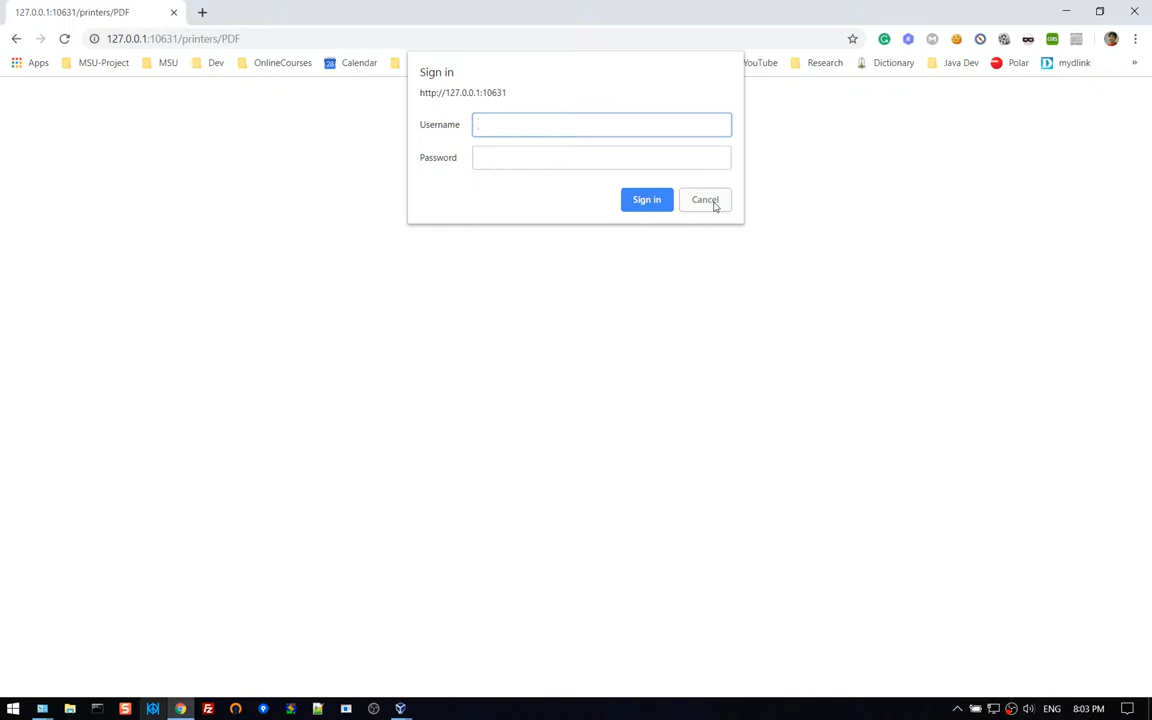 127.0.0.1:10631/printers/PDF
127.0.0.1:10631/printers/PDF
Apps MSU-Project MSU Dev OnlineCourses 28 Calendar YouTube Research Dictionary Java Dev Polar D mydlink »
Sign in
http://127.0.0.1:10631
Username
Password
Sign in Cancel
ENG 8:03 PM